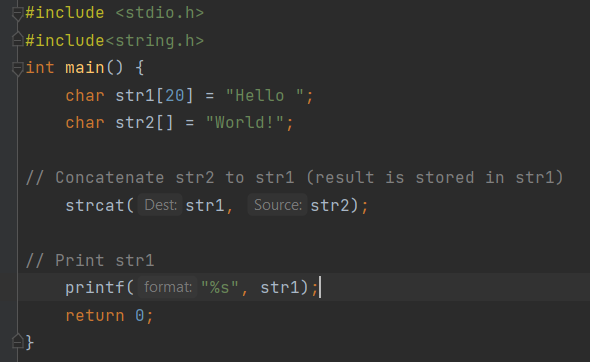 #include <stdio.h>
#include<string.h>
int main() {
    char str1[20] = "Hello ";
    char str2[] = "World!";
// Concatenate str2 to str1 (result is stored in str1)
    strcat( Dest: str1, Source: str2);
// Print str1
    printf( format: "%s", str1);
    return 0;
}